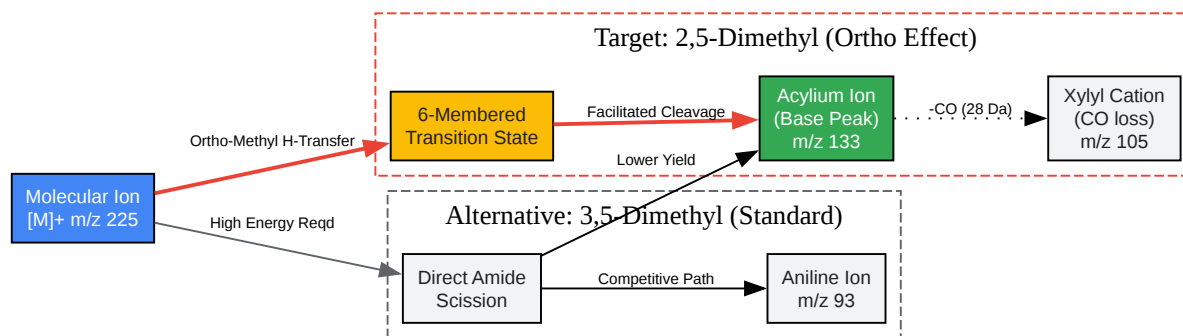 Target: 2,5-Dimethyl (Ortho Effect)
Ortho-Methyl H-Transfer
6-Membered
Transition State
Facilitated Cleavage
Acylium Ion
(Base Peak)
m/z 133
-CO (28 Da)
Xylyl Cation
(CO loss)
m/z 105
Molecular Ion
[M]+ m/z 225
High Energy Reqd
Lower Yield
Alternative: 3,5-Dimethyl (Standard)
Direct Amide
Scission
Competitive Path
Aniline Ion
m/z 93